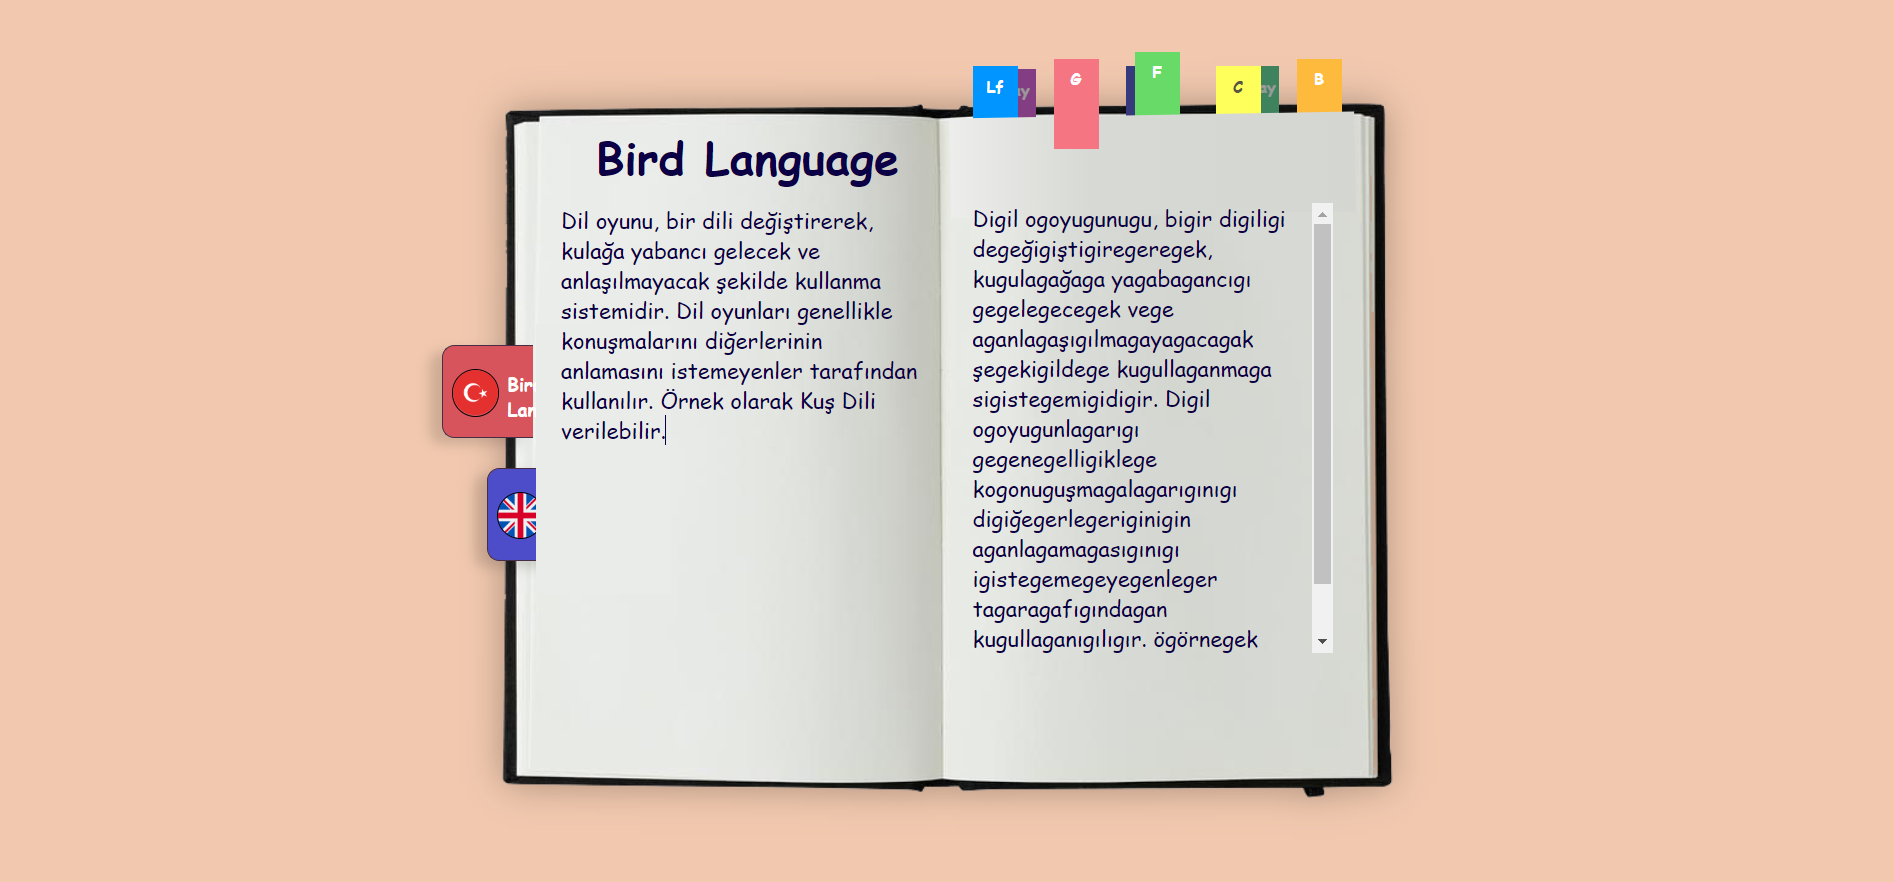 Lf
ay
G
F
C
ay
B
Bird Language
Dil oyunu, bir dili değiştirerek,
kulağa yabancı gelecek ve
anlaşılmayacak şekilde kullanma
sistemidir. Dil oyunları genellikle
konuşmalarını diğerlerinin
anlamasını istemeyenler tarafından
kullanılır. Örnek olarak Kuş Dili
verilebilir.
Digil ogoyugunugu, bigir digiligi
degeğigiştigiregeregek,
kugulagağaga yagabagancıgı
gegelegecegek vege
aganlagaşıgılmagayagacagak
şegekigildege kugullaganmaga
sigistegemigidigir. Digil
ogoyugunlagarıgı
gegenegelligiklege
kogonuguşmagalagarıgınıgı
digiğegerlegeriginigin
aganlagamagasıgınıgı
igistegemegeyegenleger
tagaragafıgındagan
kugullaganıgılıgır. ögörnegek
Bir
Lan